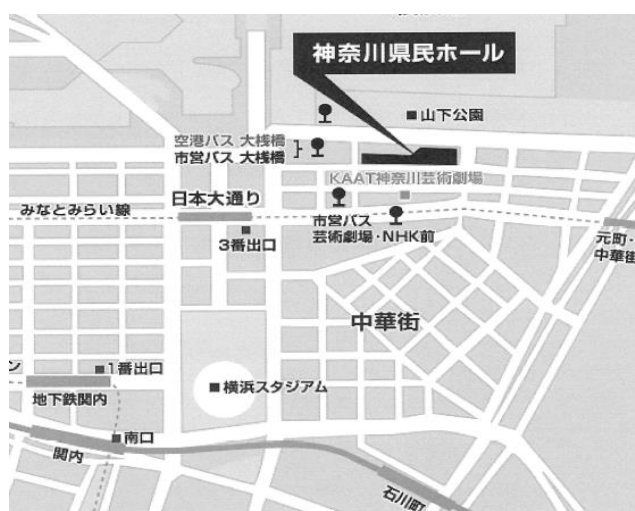 神奈川県民ホール
山下公園
空港バス 大桟橋
市営バス 大桟橋
KAAT神奈川芸術劇場
日本大通り
みなとみらい線
市営バス
芸術劇場・NHK前
3番出口
元町・
中華街
中華街
1番出口
ン
地下鉄関内
横浜スタジアム
南口
関内
石川町